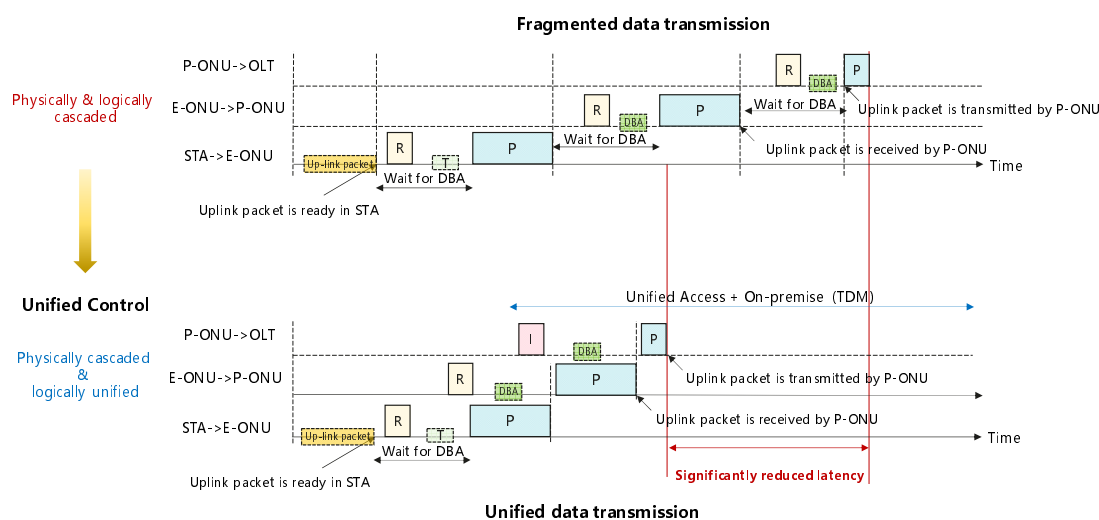 Fragmented data transmission
P-ONU->OLT
R
DBA
P
Physically & logically
cascaded
E-ONU->P-ONU
R
DBA
P
Wait for DBA
Uplink packet is transmitted by P-ONU
STA->E-ONU
Up-link packet
R
T
P
Wait for DBA
Uplink packet is received by P-ONU
Time
Wait for DBA
Uplink packet is ready in STA
Unified Control
Unified Access + On-premise (TDM)
P-ONU->OLT
I
DBA
P
Physically cascaded
&
logically unified
E-ONU->P-ONU
R
DBA
P
Uplink packet is transmitted by P-ONU
STA->E-ONU
Up-link packet
R
T
P
Uplink packet is received by P-ONU
Time
Wait for DBA
Uplink packet is ready in STA
Significantly reduced latency
Unified data transmission